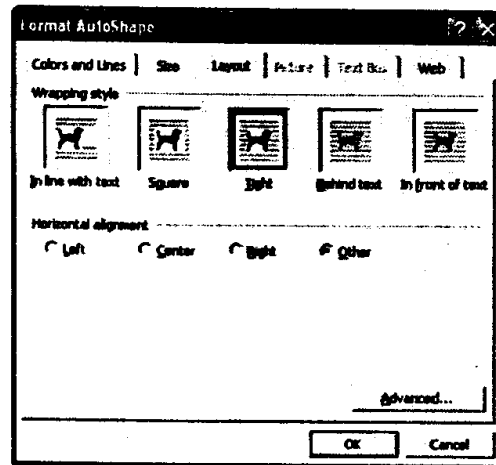 Format AutoShape
Colors and Lines Size Layout Picture Text Box Web
Wrapping style
In line with text Square Tight Behind text In front of text
Horizontal alignment
Left Center Right Other
Advanced...
OK Cancel